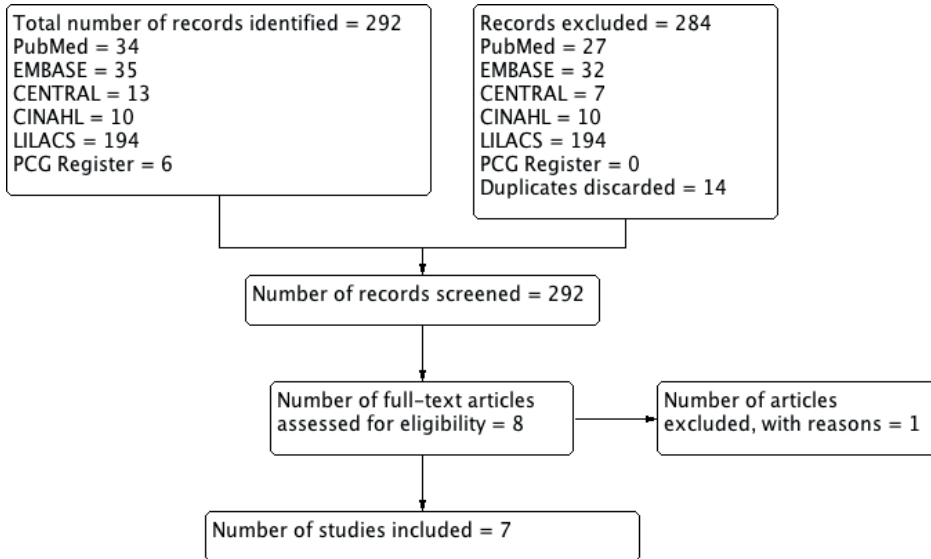 Total number of records identified = 292
PubMed = 34
EMBASE = 35
CENTRAL = 13
CINAHL = 10
LILACS = 194
PCG Register = 6
Records excluded = 284
PubMed = 27
EMBASE = 32
CENTRAL = 7
CINAHL = 10
LILACS = 194
PCG Register = 0
Duplicates discarded = 14
Number of records screened = 292
Number of full-text articles
assessed for eligibility = 8
Number of articles
excluded, with reasons = 1
Number of studies included = 7